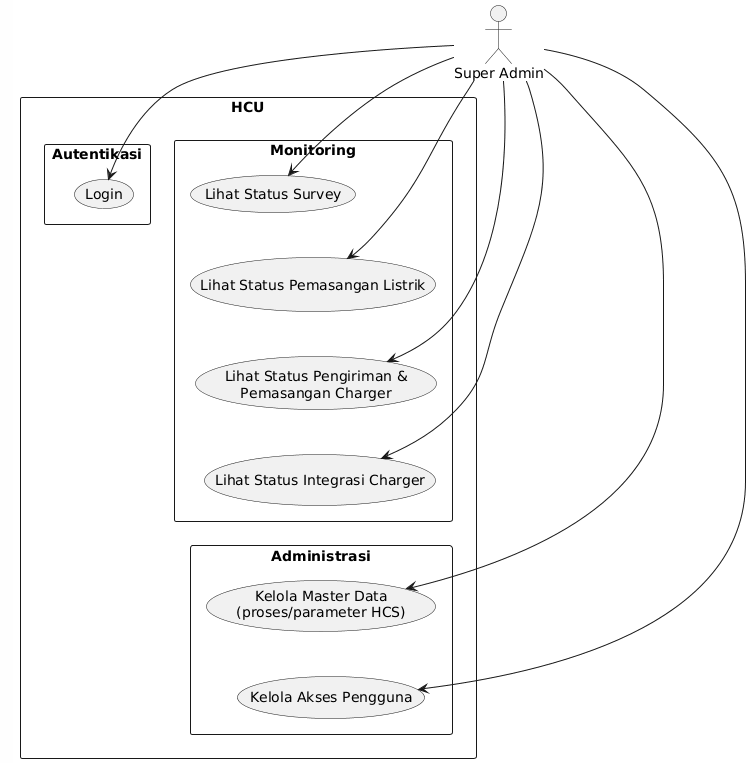 Super Admin
HCU
Autentikasi
Login
Monitoring
Lihat Status Survey
Lihat Status Pemasangan Listrik
Lihat Status Pengiriman &
Pemasangan Charger
Lihat Status Integrasi Charger
Administrasi
Kelola Master Data
(proses/parameter HCS)
Kelola Akses Pengguna